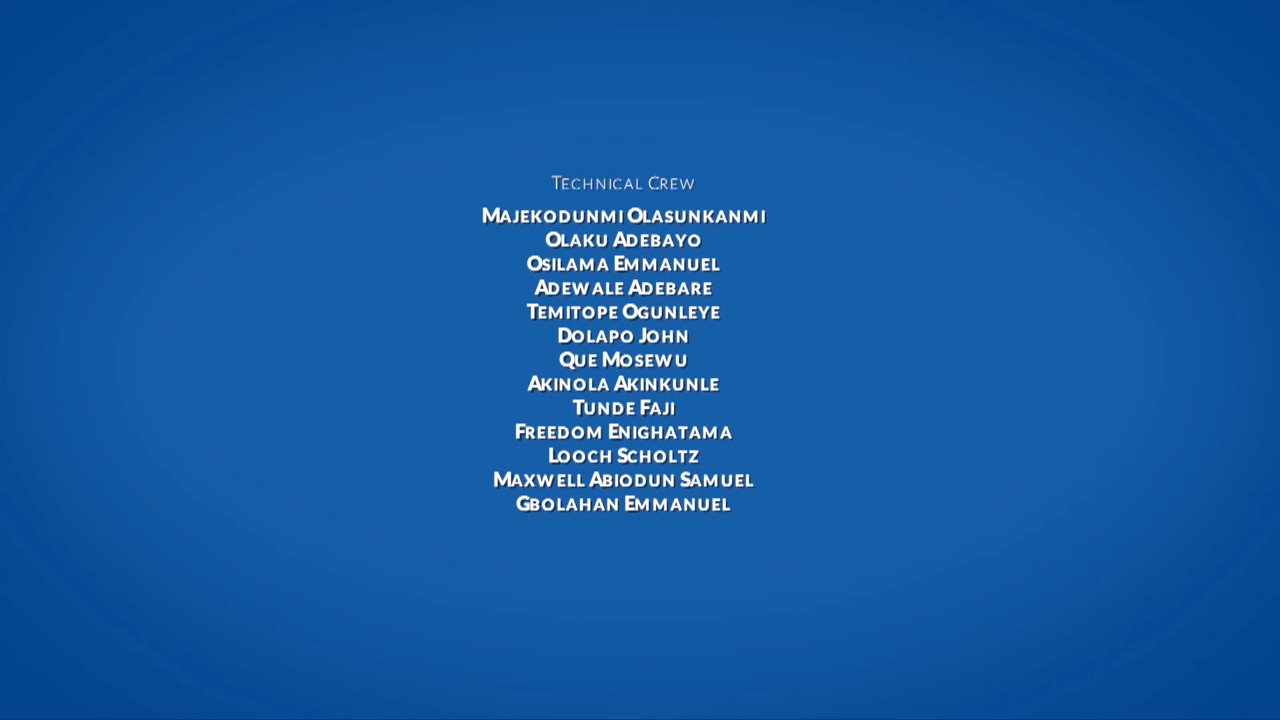 Technical Crew
Majekodunmi Olasunkanmi
Olaku Adebayo
Osilama Emmanuel
Adewale Adebare
Temitope Ogunleye
Dolapo John
Que Mosewu
Akinola Akinkunle
Tunde Faji
Freedom Enighatama
Looch Scholtz
Maxwell Abiodun Samuel
Gbolahan Emmanuel